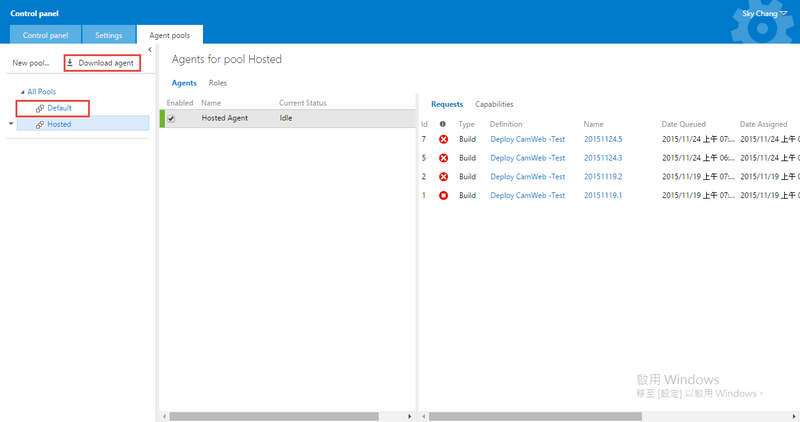 Control panel
Sky Chang
Control panel Settings Agent pools
New pool... Download agent
All Pools
Default
Hosted
Agents for pool Hosted
Agents Roles
Enabled Name Current Status
Hosted Agent Idle
Requests Capabilities
Id Type Definition Name Date Queued Date Assigned
7 Build Deploy CamWeb -Test 20151124.5 2015/11/24 上午 07:... 2015/11/24 上午 0
5 Build Deploy CamWeb -Test 20151124.3 2015/11/24 上午 06:... 2015/11/24 上午 0
2 Build Deploy CamWeb -Test 20151119.2 2015/11/19 上午 07:... 2015/11/19 上午 0
1 Build Deploy CamWeb -Test 20151119.1 2015/11/19 上午 07:... 2015/11/19 上午 0
啟用 Windows
移至 [設定] 以啟用 Windows。